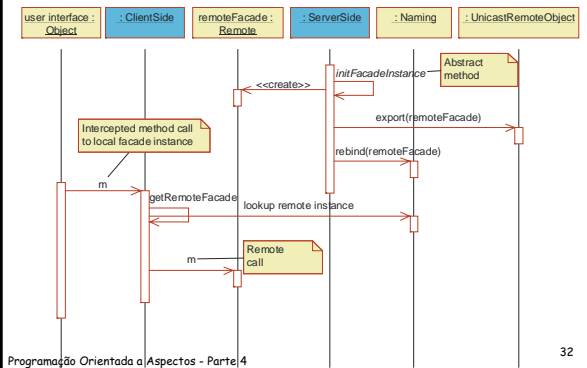 user interface :
Object
: ClientSide
remoteFacade :
Remote
: ServerSide
: Naming
: UnicastRemoteObject
Abstract
method
initFacadeInstance
<<create>>
export(remoteFacade)
Intercepted method call
to local facade instance
rebind(remoteFacade)
m
getRemoteFacade
lookup remote instance
Remote
call
m
Programação Orientada a Aspectos - Parte 4
32